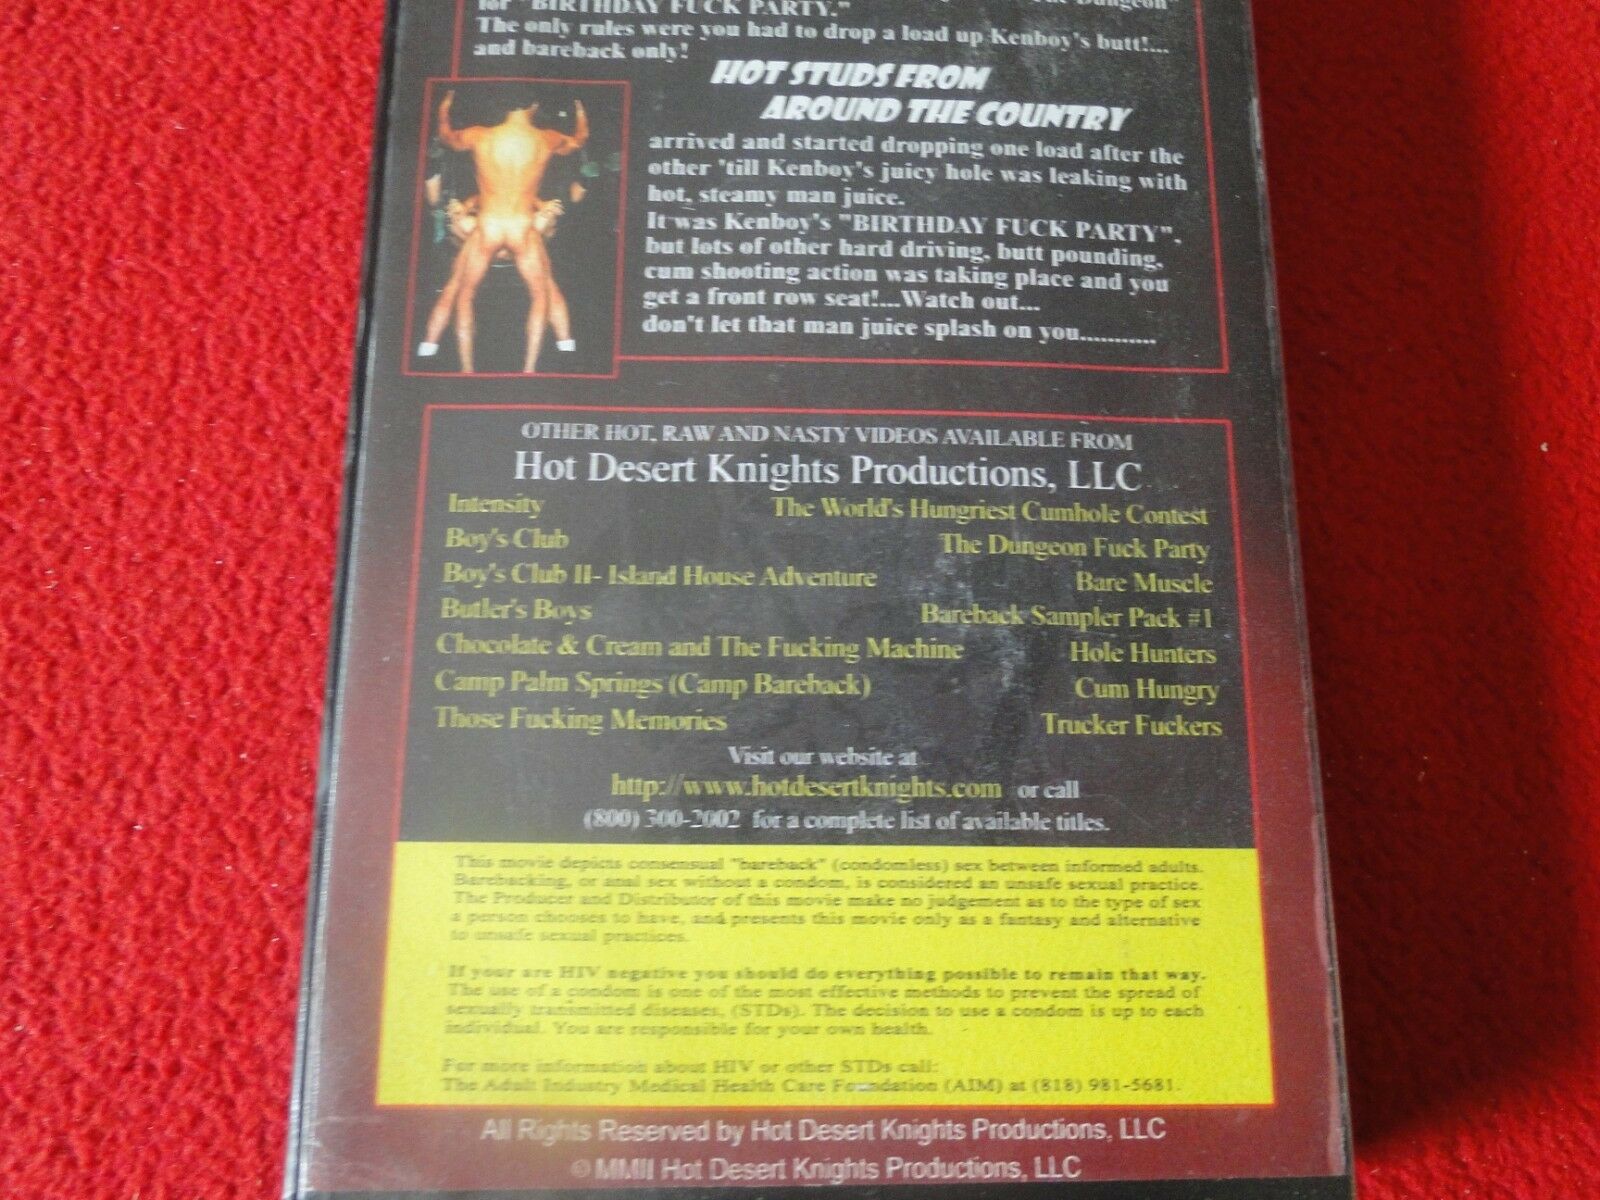 The Dungeon"
for "BIRTHDAY FUCK PARTY."
The only rules were you had to drop a load up Kenboy's butt!...
and bareback only!
HOT STUDS FROM
AROUND THE COUNTRY
arrived and started dropping one load after the
other 'till Kenboy's juicy hole was leaking with
hot, steamy man juice.
It was Kenboy's "BIRTHDAY FUCK PARTY",
but lots of other hard driving, butt pounding,
cum shooting action was taking place and you
get a front row seat!...Watch out...
don't let that man juice splash on you...........
OTHER HOT, RAW AND NASTY VIDEOS AVAILABLE FROM
Hot Desert Knights Productions, LLC
Intensity The World's Hungriest Cumhole Contest
Boy's Club The Dungeon Fuck Party
Boy's Club II- Island House Adventure Bare Muscle
Butler's Boys Bareback Sampler Pack #1
Chocolate & Cream and The Fucking Machine Hole Hunters
Camp Palm Springs (Camp Bareback) Cum Hungry
Those Fucking Memories Trucker Fuckers
Visit our website at
http://www.hotdesertknights.com or call
(800) 300-2002 for a complete list of available titles.
This movie depicts consensual "bareback" (condomless) sex between informed adults.
Barebacking, or anal sex without a condom, is considered an unsafe sexual practice.
The Producer and Distributor of this movie make no judgement as to the type of sex
a person chooses to have, and presents this movie only as a fantasy and alternative
to unsafe sexual practices.
If your are HIV negative you should do everything possible to remain that way.
The use of a condom is one of the most effective methods to prevent the spread of
sexually transmitted diseases, (STDs). The decision to use a condom is up to each
individual. You are responsible for your own health.
For more information about HIV or other STDs call:
The Adult Industry Medical Health Care Foundation (AIM) at (818) 981-5681.
All Rights Reserved by Hot Desert Knights Productions, LLC
© MMII Hot Desert Knights Productions, LLC